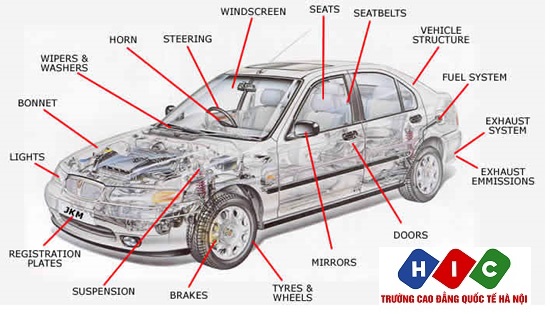 WINDSCREEN
SEATS
SEATBELTS
HORN
STEERING
VEHICLE
STRUCTURE
WIPERS &
WASHERS
FUEL SYSTEM
BONNET
EXHAUST
SYSTEM
LIGHTS
EXHAUST
EMMISSIONS
JKM
DOORS
REGISTRATION
PLATES
MIRRORS
SUSPENSION
BRAKES
TYRES &
WHEELS
HIC
TRƯỜNG CAO ĐẲNG QUỐC TẾ HÀ NỘI